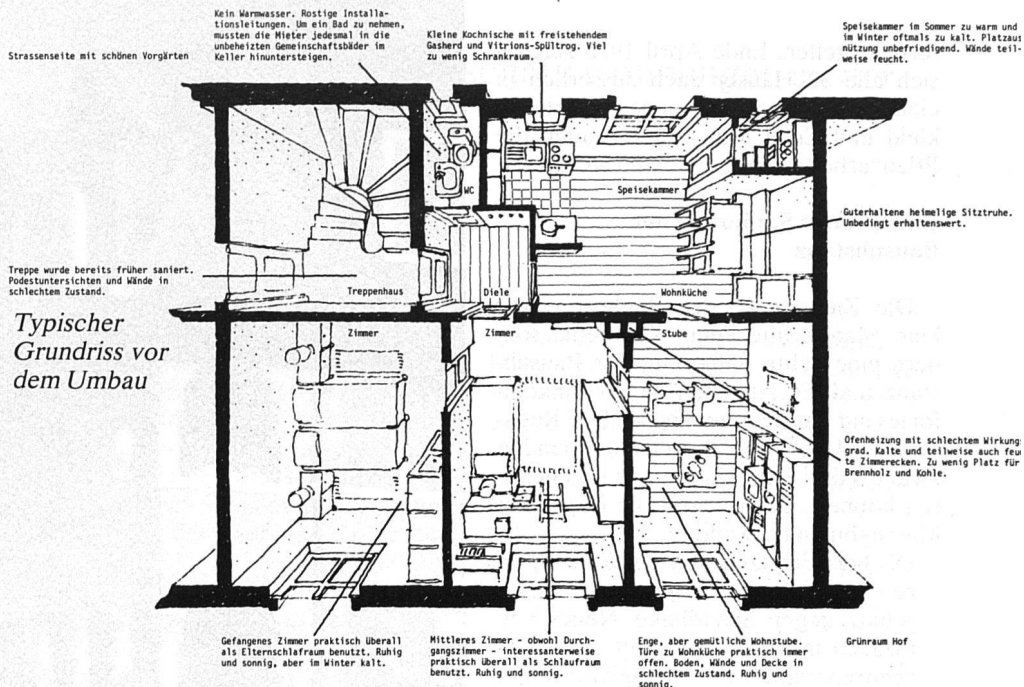 Strassenseite mit schönen Vorgärten
Kein Warmwasser. Rostige Installa-
tionsleitungen. Um ein Bad zu nehmen,
mussten die Mieter jedesmal in die
unbeheizten Gemeinschaftsbäder im
Keller hinuntersteigen.
Kleine Kochnische mit freistehendem
Gasherd und Vitrions-Spültrog. Viel
zu wenig Schrankraum.
Speisekammer im Sommer zu warm und
im Winter oftmals zu kalt. Platzaus-
nützung unbefriedigend. Wände teil-
weise feucht.
WC
Speisekammer
Guterhaltene heimelige Sitztruhe.
Unbedingt erhaltenswert.
Treppe wurde bereits früher saniert.
Podestuntersichten und Wände in
schlechtem Zustand.
Treppenhaus
Diele
Wohnküche
Typischer
Grundriss vor
dem Umbau
Zimmer
Zimmer
Stube
Ofenheizung mit schlechtem Wirkungs
grad. Kalte und teilweise auch feu
te Zimmerecken. Zu wenig Platz für
Brennholz und Kohle.
Gefangenes Zimmer praktisch überall
als Elternschlafraum benutzt. Ruhig
und sonnig, aber im Winter kalt.
Mittleres Zimmer - obwohl Durch-
gangszimmer - interessanterweise
praktisch überall als Schlaufraum
benutzt. Ruhig und sonnig.
Enge, aber gemütliche Wohnstube.
Türe zu Wohnküche praktisch immer
offen. Boden, Wände und Decke in
schlechtem Zustand. Ruhig und
sonnig.
Grünraum Hof